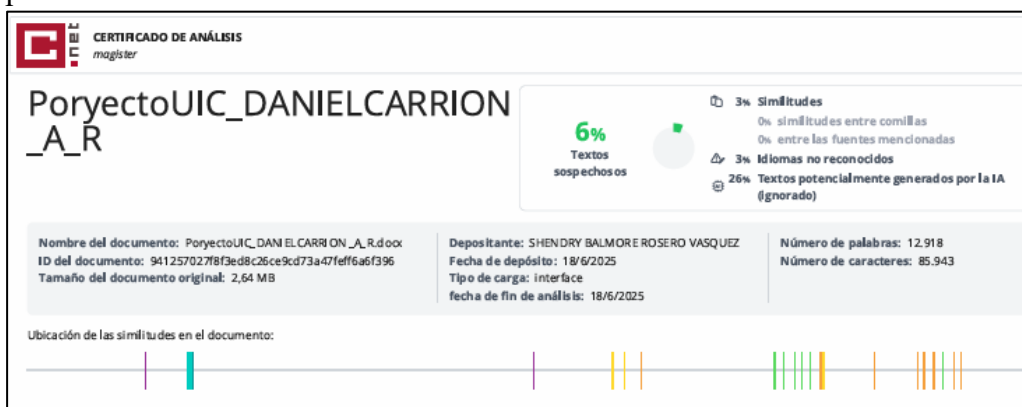 .net
CERTIFICADO DE ANÁLISIS
magister
PoryectoUIC_DANIELCARRION
_A_R
6%
Textos
sospechosos
3% Similitudes
0% similitudes entre comillas
0% entre las fuentes mencionadas
3% Idiomas no reconocidos
26% Textos potencialmente generados por la IA
(ignorado)
Nombre del documento: PoryectoUIC_DANIELCARRION _A_R.docx
ID del documento: 941257027f8f3ed8c26ce9cd73a47feff6a6f396
Tamaño del documento original: 2,64 MB
Depositante: SHENDRY BALMORE ROSERO VASQUEZ
Fecha de depósito: 18/6/2025
Tipo de carga: interface
fecha de fin de análisis: 18/6/2025
Número de palabras: 12.918
Número de caracteres: 85.943
Ubicación de las similitudes en el documento: